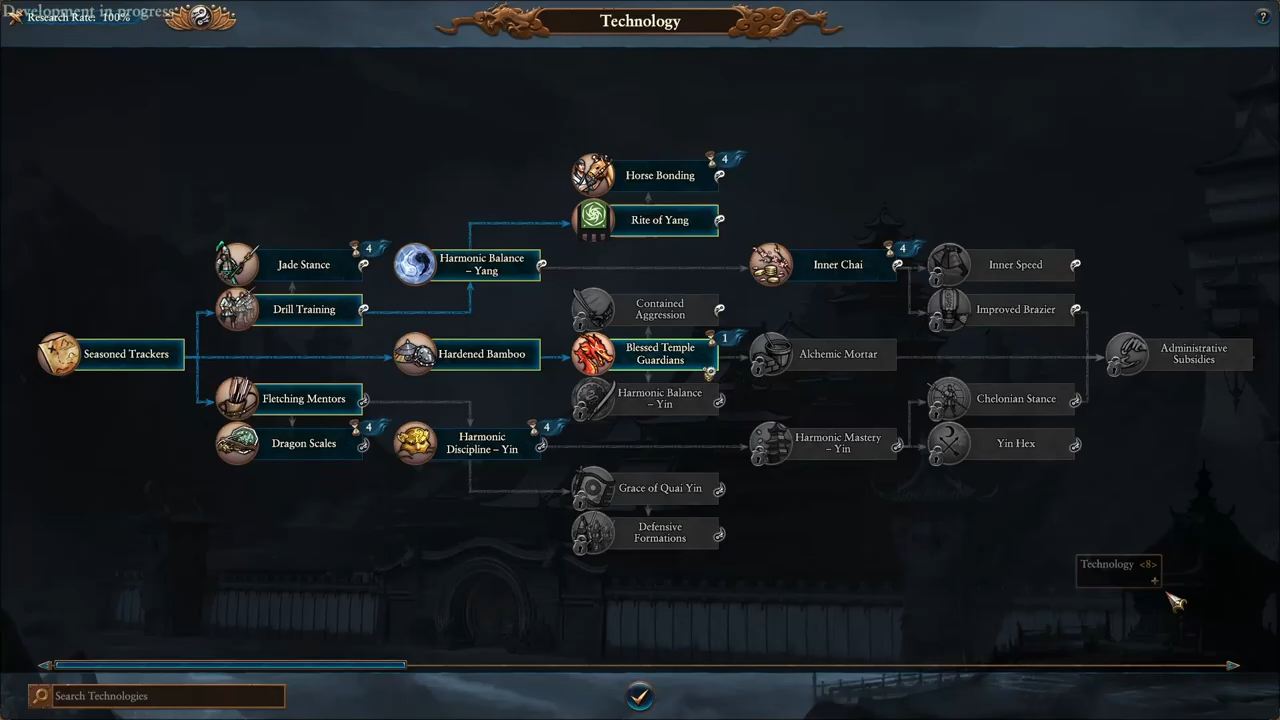 Development in progress
Research Rate: 100%
Technology
?
4
Horse Bonding
Rite of Yang
4
Jade Stance
Harmonic Balance
– Yang
4
Inner Chai
Inner Speed
Drill Training
Contained
Aggression
Improved Brazier
1
Seasoned Trackers
Hardened Bamboo
Blessed Temple
Guardians
Alchemic Mortar
Administrative
Subsidies
Fletching Mentors
Harmonic Balance
– Yin
Chelonian Stance
4
Dragon Scales
4
Harmonic
Discipline – Yin
Harmonic Mastery
– Yin
Yin Hex
Grace of Quai Yin
Defensive
Formations
Technology <8>
Search Technologies